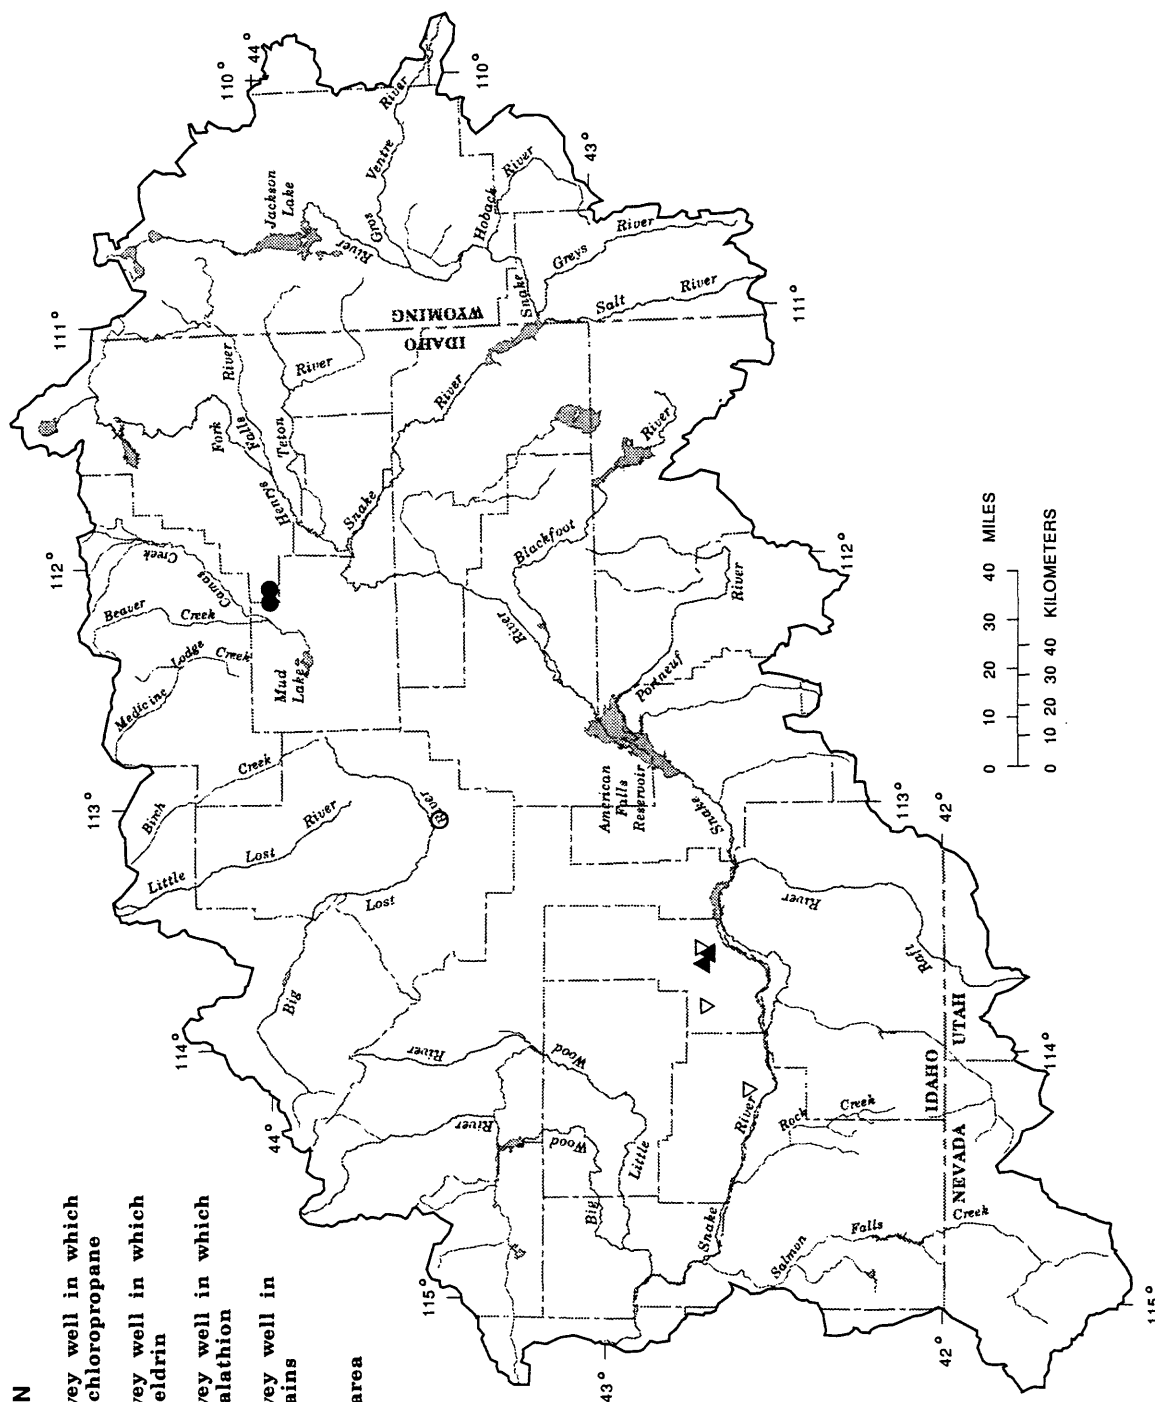 N
vey well in which
chloropropane
vey well in which
eldrin
vey well in which
alathion
vey well in
ains
area
110°
44°
110°
River
Ventre
Gros
Jackson
Lake
River
43°
River
Hoback
Greys
River
Snake
Salt
River
111°
111°
WYOMING
IDAHO
River
River
River
Fork
Falls
Teton
Henrys
Snake
River
112°
Creek
Camas
Beaver
Creek
Lodge
Creek
Medicine
Mud
Lake
Blackfoot
River
River
112°
Portneuf
113°
Creek
Birch
River
Lost
Little
River
Lost
Big
American
Falls
Reservoir
Snake
113°
42°
River
Raft
114°
44°
River
Wood
River
Wood
Little
Big
River
Rock
Creek
IDAHO
UTAH
NEVADA
114°
Snake
Salmon
Falls
Creek
115°
43°
42°
115°
0 10 20 30 40 MILES
0 10 20 30 40 KILOMETERS